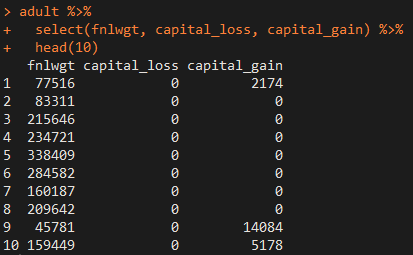 > adult %>%
+   select(fnlwgt, capital_loss, capital_gain) %>%
+   head(10)
   fnlwgt capital_loss capital_gain
1   77516            0         2174
2   83311            0            0
3  215646            0            0
4  234721            0            0
5  338409            0            0
6  284582            0            0
7  160187            0            0
8  209642            0            0
9   45781            0        14084
10 159449            0         5178